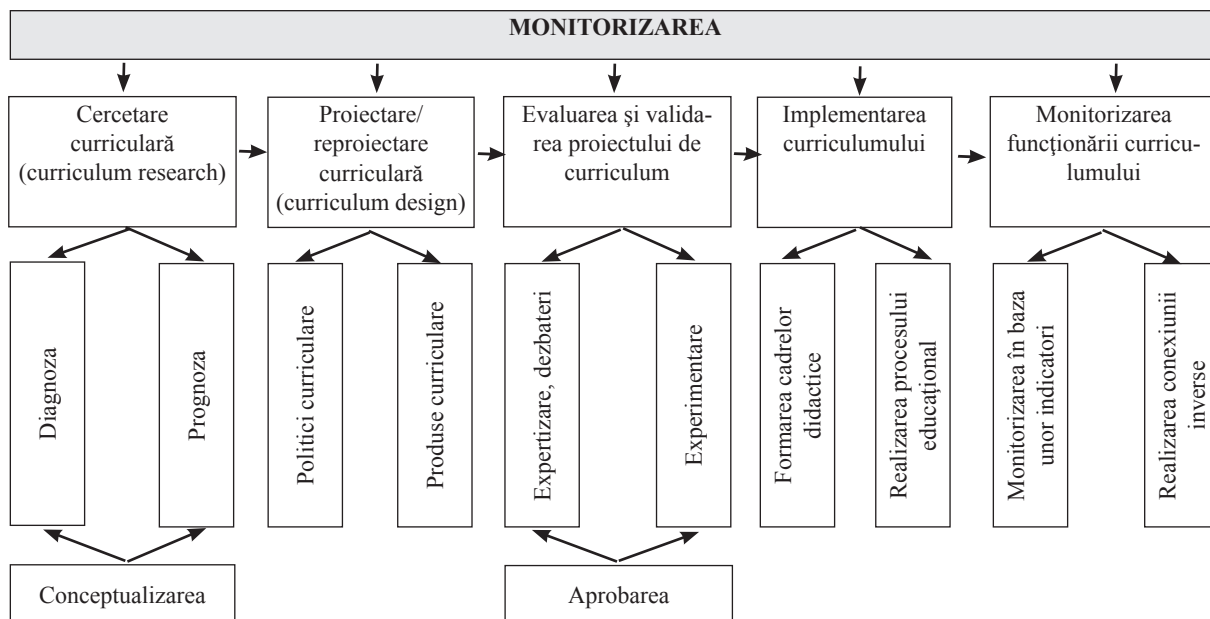 MONITORIZAREA
Cercetare
curriculară
(curriculum research)
Proiectare/
reproiectare
curriculară
(curriculum design)
Evaluarea şi valida-
rea proiectului de
curriculum
Implementarea
curriculumului
Monitorizarea
funcţionării curricu-
lumului
Diagnoza
Prognoza
Politici curriculare
Produse curriculare
Expertizare, dezbateri
Experimentare
Formarea cadrelor
didactice
Realizarea procesului
educaţional
Monitorizarea în baza
unor indicatori
Realizarea conexiunii
inverse
Conceptualizarea
Aprobarea